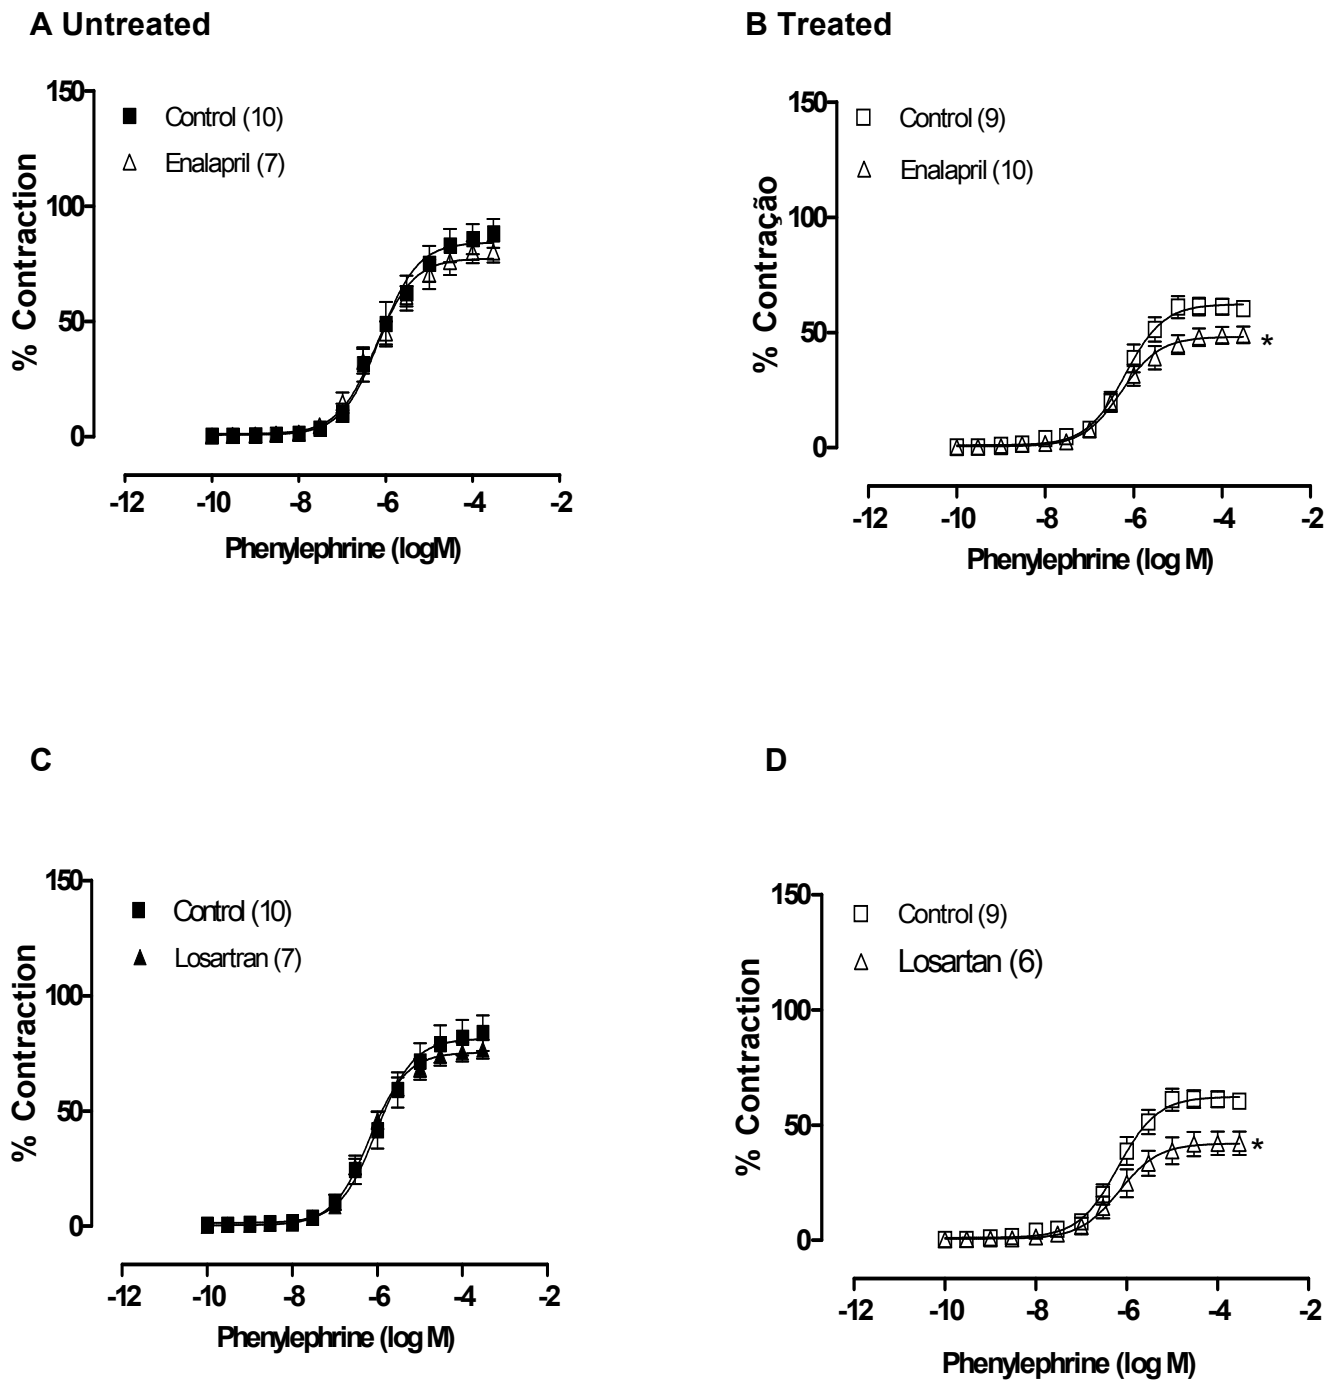 A Untreated
150
100
50
0
% Contraction
Control (10)
Enalapril (7)
-12 -10 -8 -6 -4 -2
Phenylephrine (logM)
B Treated
150
100
50
0
% Contração
Control (9)
Enalapril (10)
*
-12 -10 -8 -6 -4 -2
Phenylephrine (log M)
C
150
100
50
0
% Contraction
Control (10)
Losartran (7)
-12 -10 -8 -6 -4 -2
Phenylephrine (log M)
D
150
100
50
0
% Contraction
Control (9)
Losartan (6)
*
-12 -10 -8 -6 -4 -2
Phenylephrine (log M)